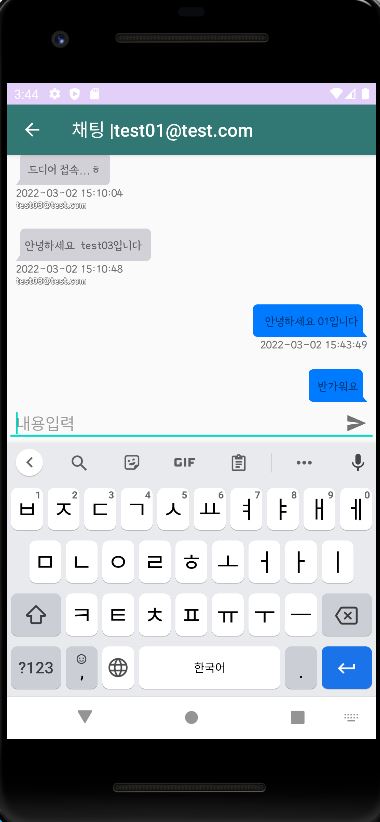 3:44
채팅 |test01@test.com
드디어 접속...ㅎ
2022-03-02 15:10:04
test03@test.com
안녕하세요 test03입니다
2022-03-02 15:10:48
test03@test.com
안녕하세요 01입니다
2022-03-02 15:43:49
반가워요
내용입력
GIF
1 2 3 4 5 6 7 8 9 0
ㅂ ㅈ ㄷ ㄱ ㅅ ㅛ ㅕ ㅑ ㅐ ㅔ
ㅁ ㄴ ㅇ ㄹ ㅎ ㅗ ㅓ ㅏ ㅣ
ㅋ ㅌ ㅊ ㅍ ㅠ ㅜ ㅡ
?123 , 한국어 .